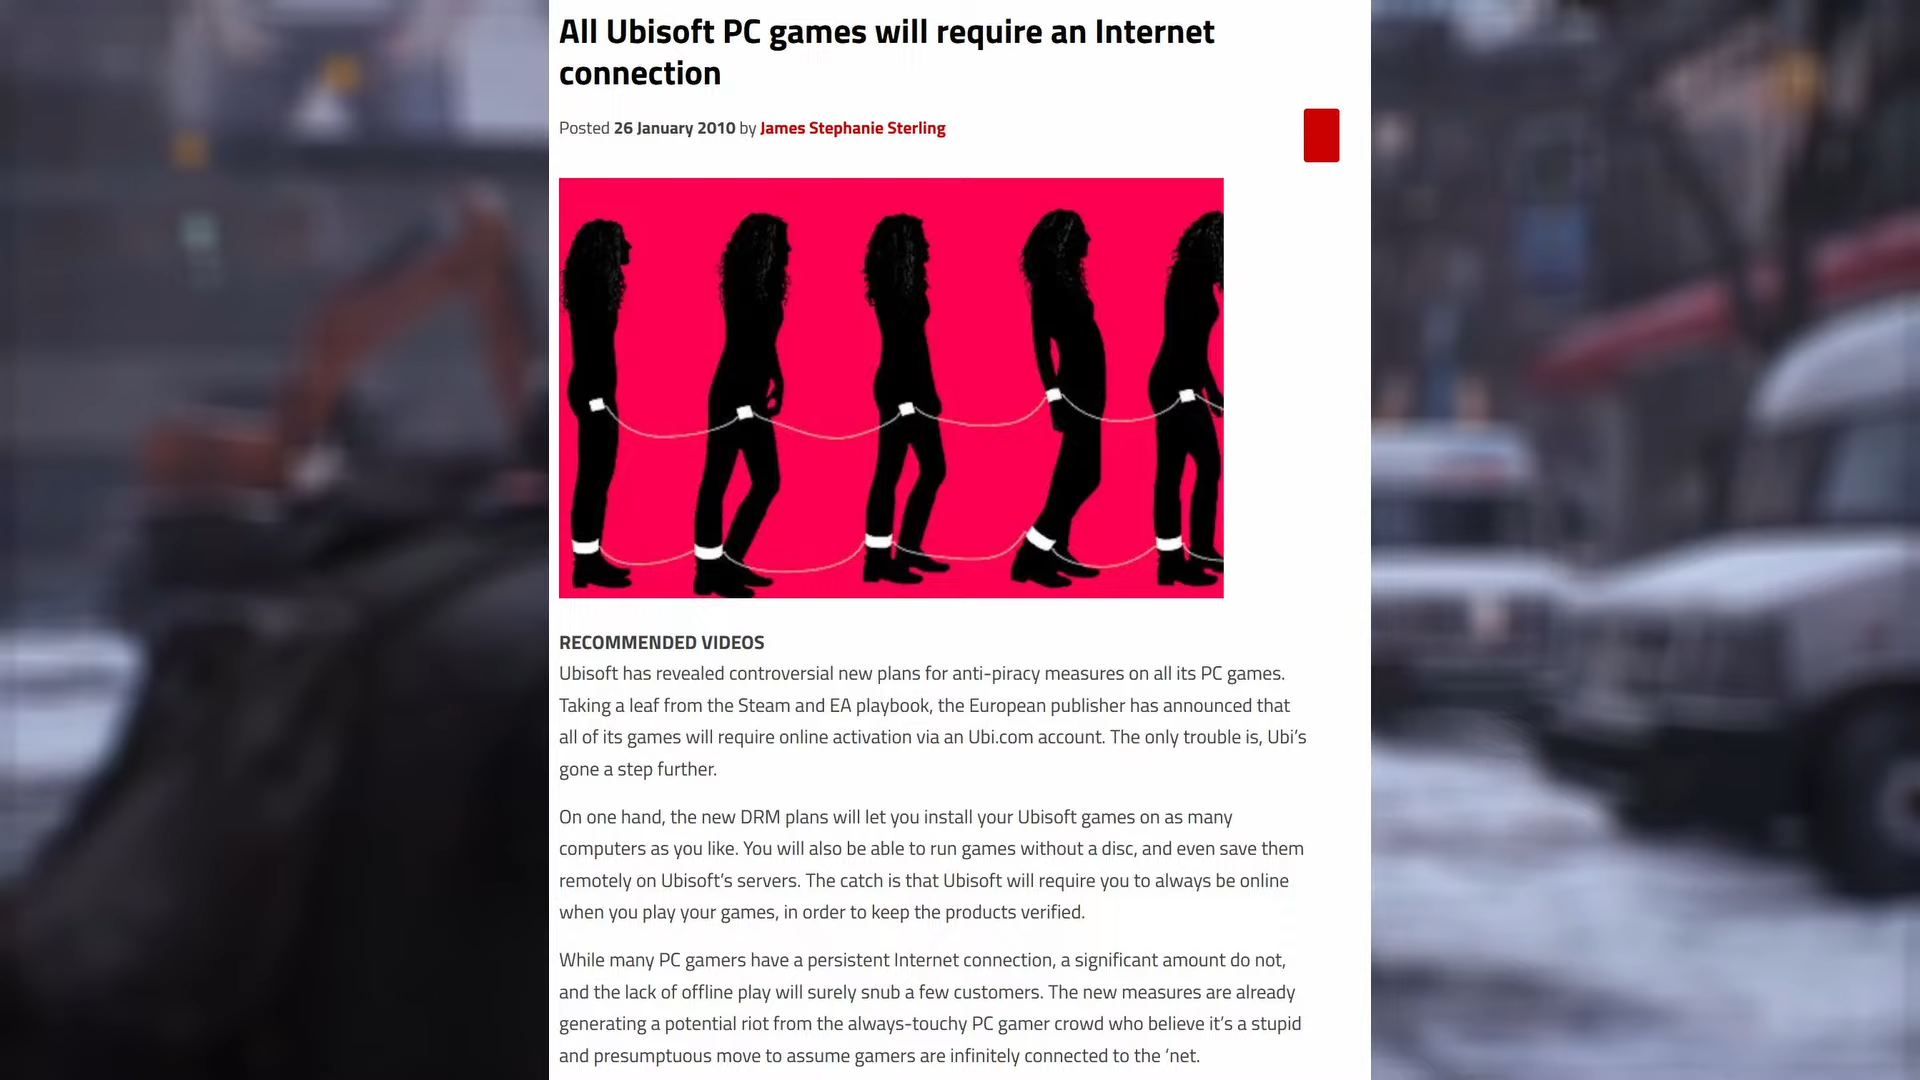 All Ubisoft PC games will require an Internet
connection
Posted 26 January 2010 by James Stephanie Sterling
RECOMMENDED VIDEOS
Ubisoft has revealed controversial new plans for anti-piracy measures on all its PC games.
Taking a leaf from the Steam and EA playbook, the European publisher has announced that
all of its games will require online activation via an Ubi.com account. The only trouble is, Ubi’s
gone a step further.
On one hand, the new DRM plans will let you install your Ubisoft games on as many
computers as you like. You will also be able to run games without a disc, and even save them
remotely on Ubisoft’s servers. The catch is that Ubisoft will require you to always be online
when you play your games, in order to keep the products verified.
While many PC gamers have a persistent Internet connection, a significant amount do not,
and the lack of offline play will surely snub a few customers. The new measures are already
generating a potential riot from the always-touchy PC gamer crowd who believe it’s a stupid
and presumptuous move to assume gamers are infinitely connected to the ‘net.